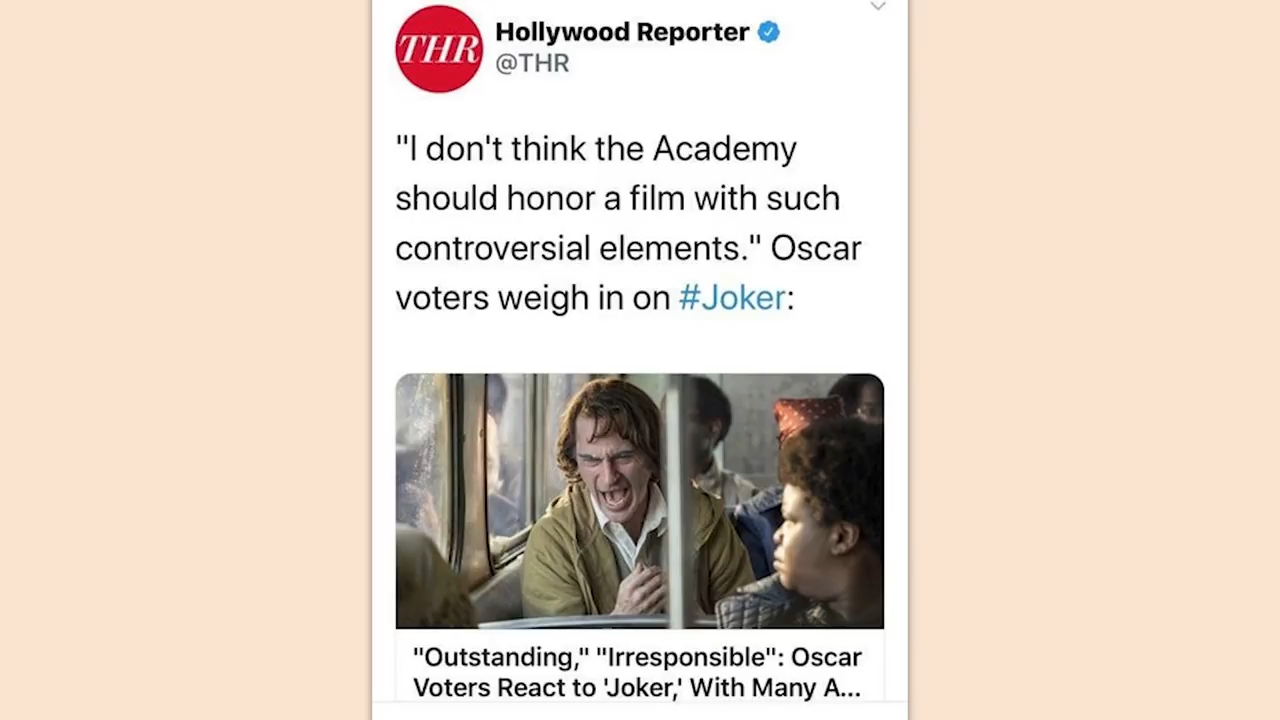 THR
Hollywood Reporter
@THR
"I don't think the Academy
should honor a film with such
controversial elements." Oscar
voters weigh in on #Joker:
"Outstanding," "Irresponsible": Oscar
Voters React to 'Joker,' With Many A...